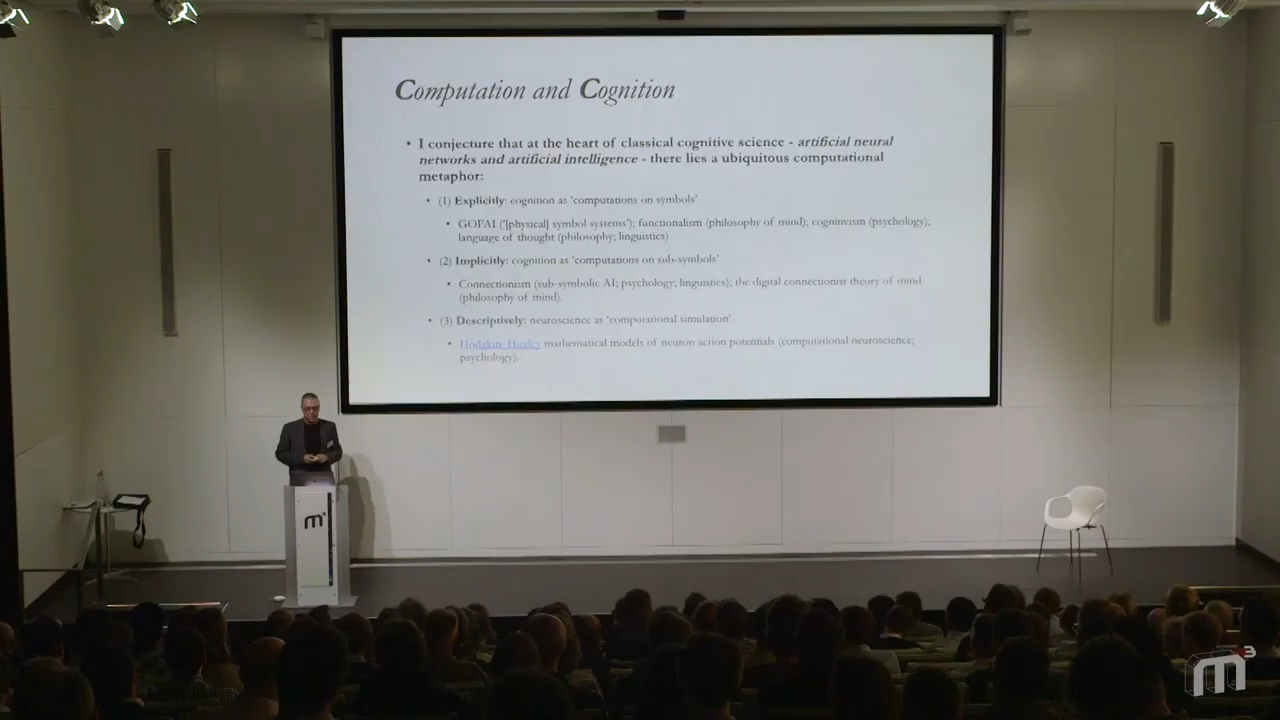 Computation and Cognition
• I conjecture that at the heart of classical cognitive science - artificial neural
networks and artificial intelligence - there lies a ubiquitous computational
metaphor:
• (1) Explicitly: cognition as 'computations on symbols'
• GOFAI ('[physical] symbol systems'); functionalism (philosophy of mind); cognitivism (psychology);
language of thought (philosophy; linguistics)
• (2) Implicitly: cognition as 'computations on sub-symbols'
• Connectionism (sub-symbolic AI; psychology; linguistics); the digital connectionist theory of mind
(philosophy of mind).
• (3) Descriptively: neuroscience as 'computational simulation'
• Hodgkin–Huxley mathematical models of neuron action potentials (computational neuroscience;
psychology).
m³
m³